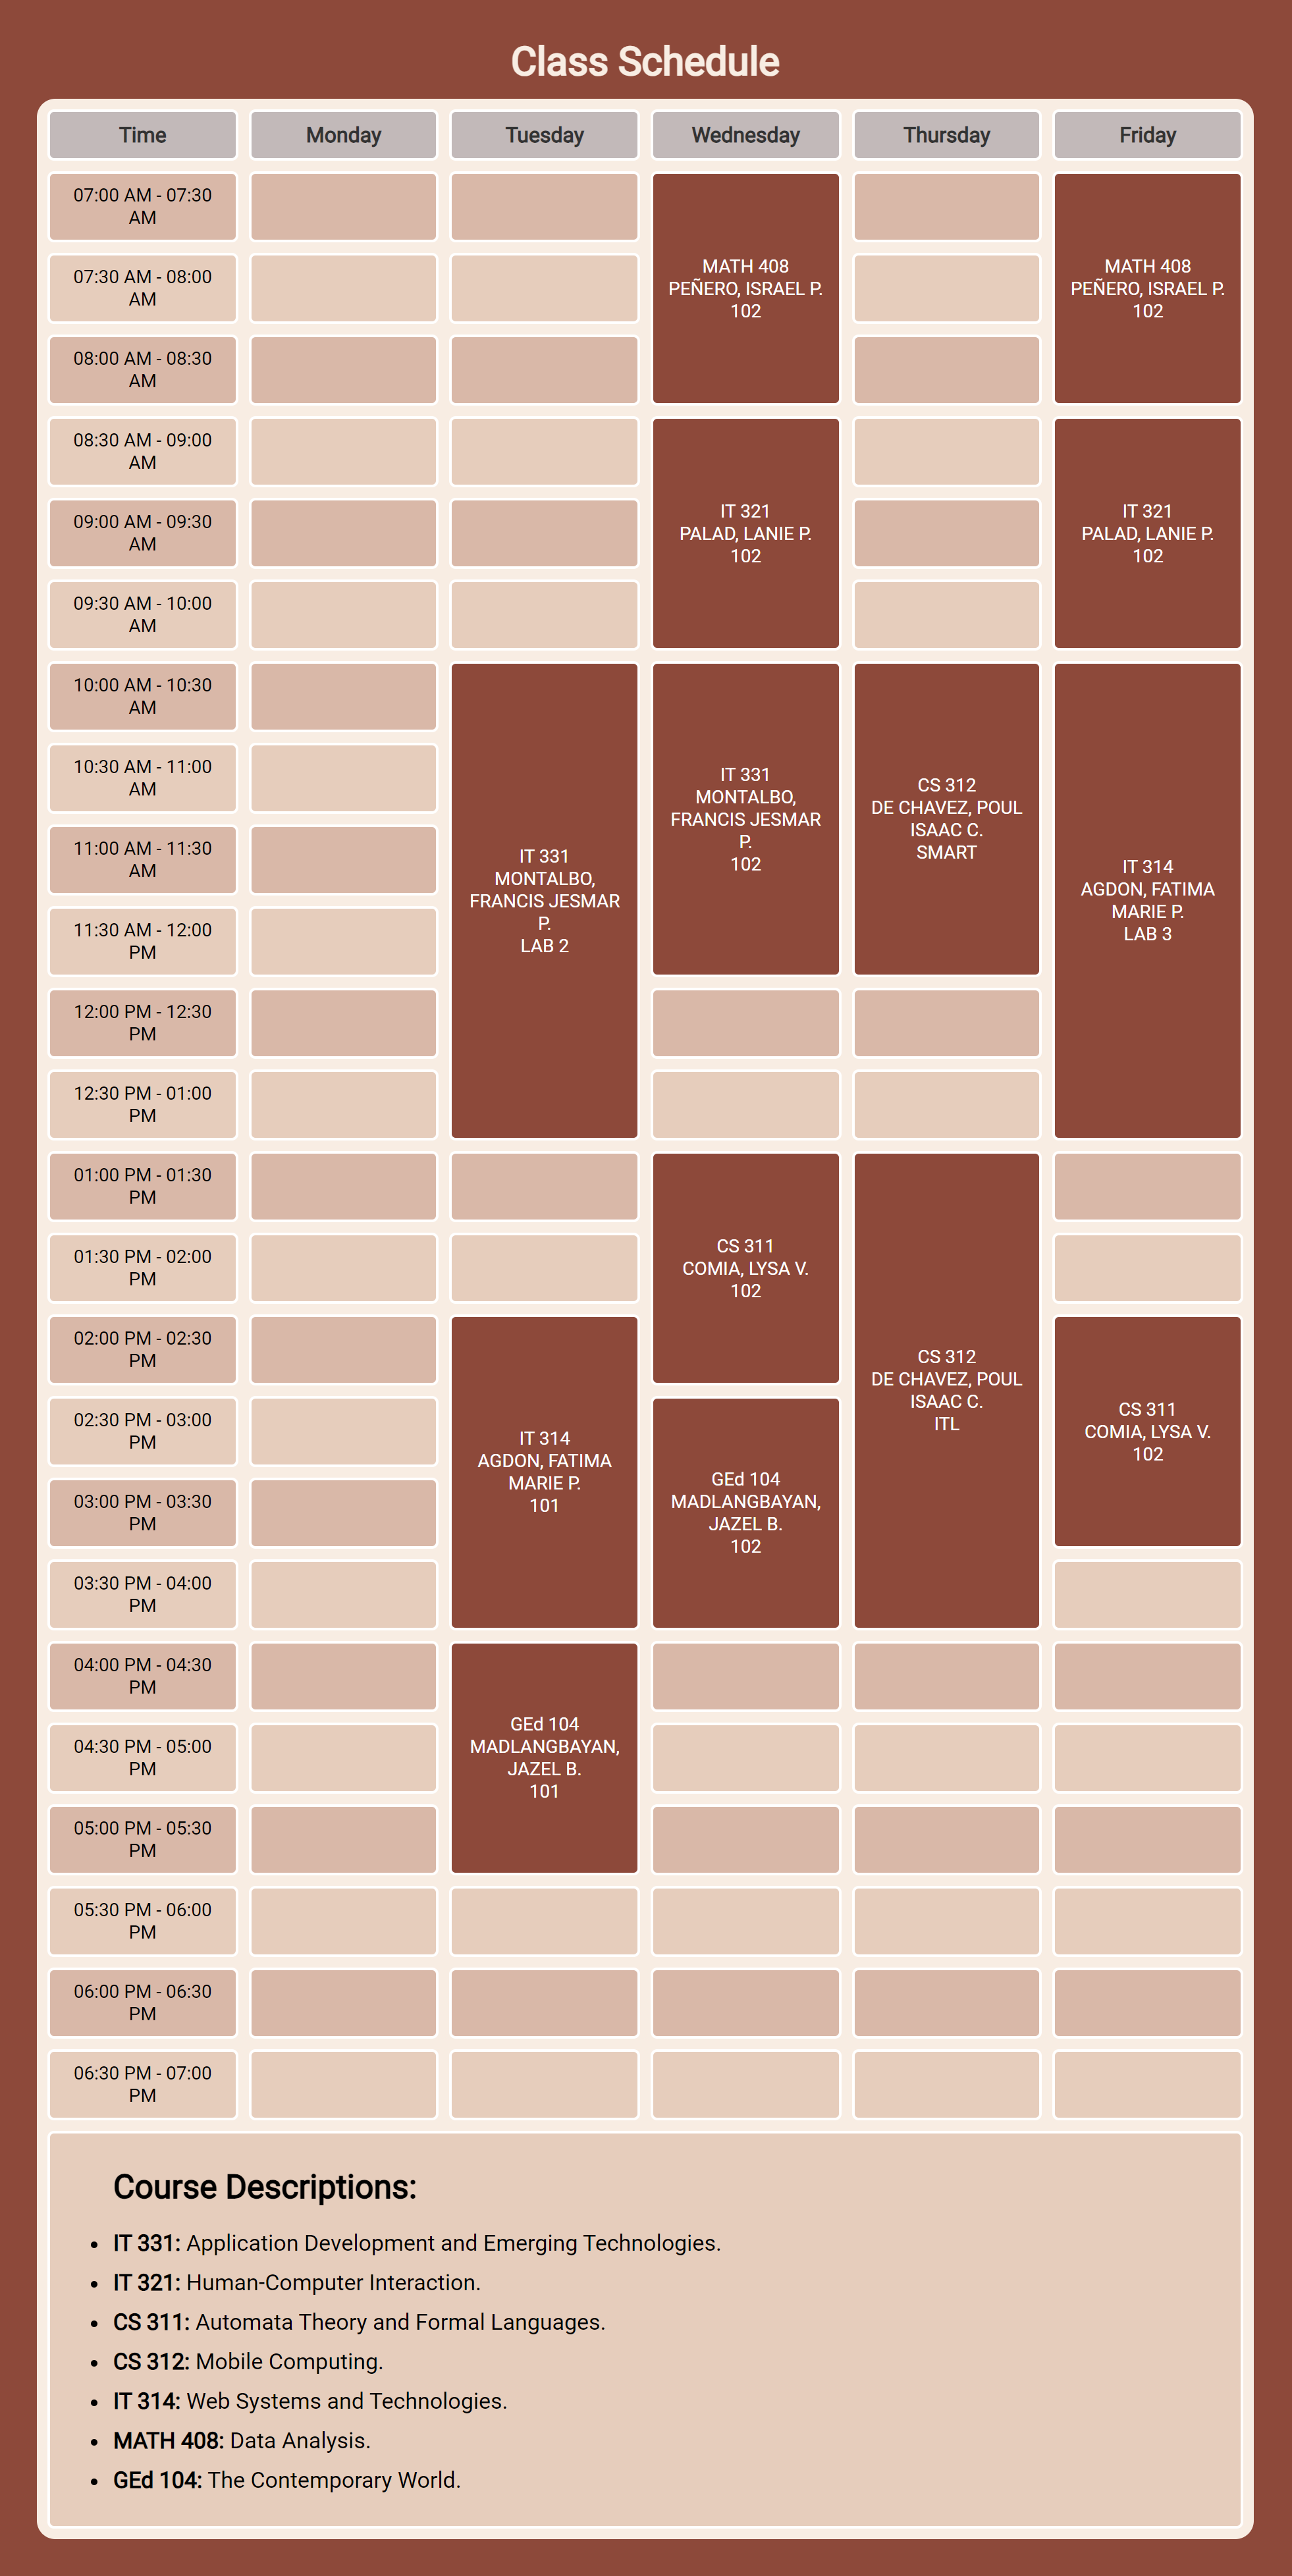 Class Schedule
Time Monday Tuesday Wednesday Thursday Friday
07:00 AM - 07:30
AM
07:30 AM - 08:00
AM
08:00 AM - 08:30
AM
MATH 408
PEÑERO, ISRAEL P.
102
MATH 408
PEÑERO, ISRAEL P.
102
08:30 AM - 09:00
AM
09:00 AM - 09:30
AM
09:30 AM - 10:00
AM
IT 321
PALAD, LANIE P.
102
IT 321
PALAD, LANIE P.
102
10:00 AM - 10:30
AM
10:30 AM - 11:00
AM
11:00 AM - 11:30
AM
11:30 AM - 12:00
PM
12:00 PM - 12:30
PM
12:30 PM - 01:00
PM
IT 331
MONTALBO,
FRANCIS JESMAR
P.
LAB 2
IT 331
MONTALBO,
FRANCIS JESMAR
P.
102
CS 312
DE CHAVEZ, POUL
ISAAC C.
SMART
IT 314
AGDON, FATIMA
MARIE P.
LAB 3
01:00 PM - 01:30
PM
01:30 PM - 02:00
PM
02:00 PM - 02:30
PM
02:30 PM - 03:00
PM
03:00 PM - 03:30
PM
03:30 PM - 04:00
PM
IT 314
AGDON, FATIMA
MARIE P.
101
CS 311
COMIA, LYSA V.
102
GEd 104
MADLANGBAYAN,
JAZEL B.
102
CS 312
DE CHAVEZ, POUL
ISAAC C.
ITL
CS 311
COMIA, LYSA V.
102
04:00 PM - 04:30
PM
04:30 PM - 05:00
PM
05:00 PM - 05:30
PM
GEd 104
MADLANGBAYAN,
JAZEL B.
101
05:30 PM - 06:00
PM
06:00 PM - 06:30
PM
06:30 PM - 07:00
PM
Course Descriptions:
• IT 331: Application Development and Emerging Technologies.
• IT 321: Human-Computer Interaction.
• CS 311: Automata Theory and Formal Languages.
• CS 312: Mobile Computing.
• IT 314: Web Systems and Technologies.
• MATH 408: Data Analysis.
• GEd 104: The Contemporary World.